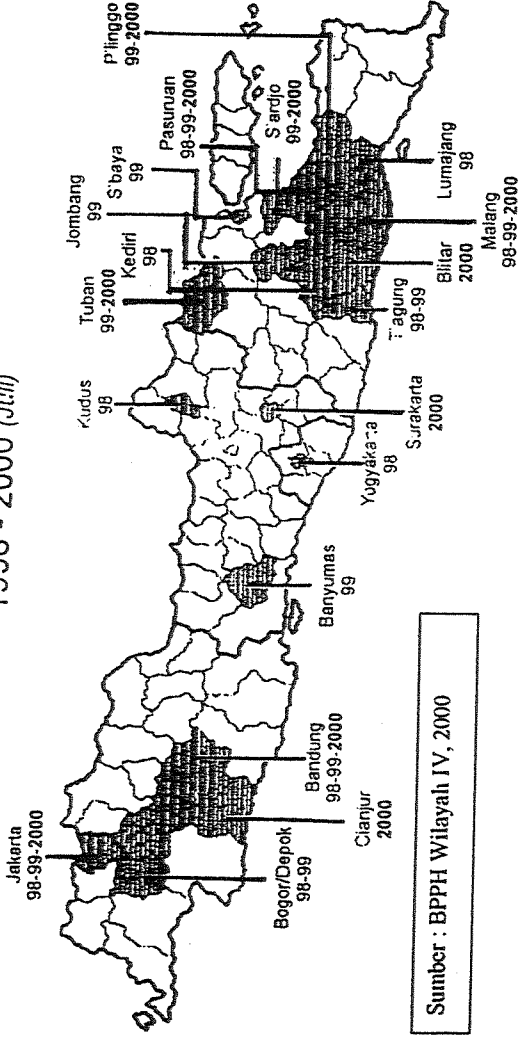 1998 - 2000 (Juli)
Jakarta
98-99-2000
Bogor/Depok
98-99
Bandung
98-99-2000
Cianjur
2000
Banyumas
99
Kudus
98
Yogyakarta
98
Surakarta
2000
Tuban
99-2000
Kediri
98
Jombang
99
S'baya
99
Pasuruan
98-99-2000
S'ardjo
99-2000
P'linggo
99-2000
T'agung
98-99
Blitar
2000
Malang
98-99-2000
Lumajang
98
Sumber : BPPH Wilayah IV, 2000